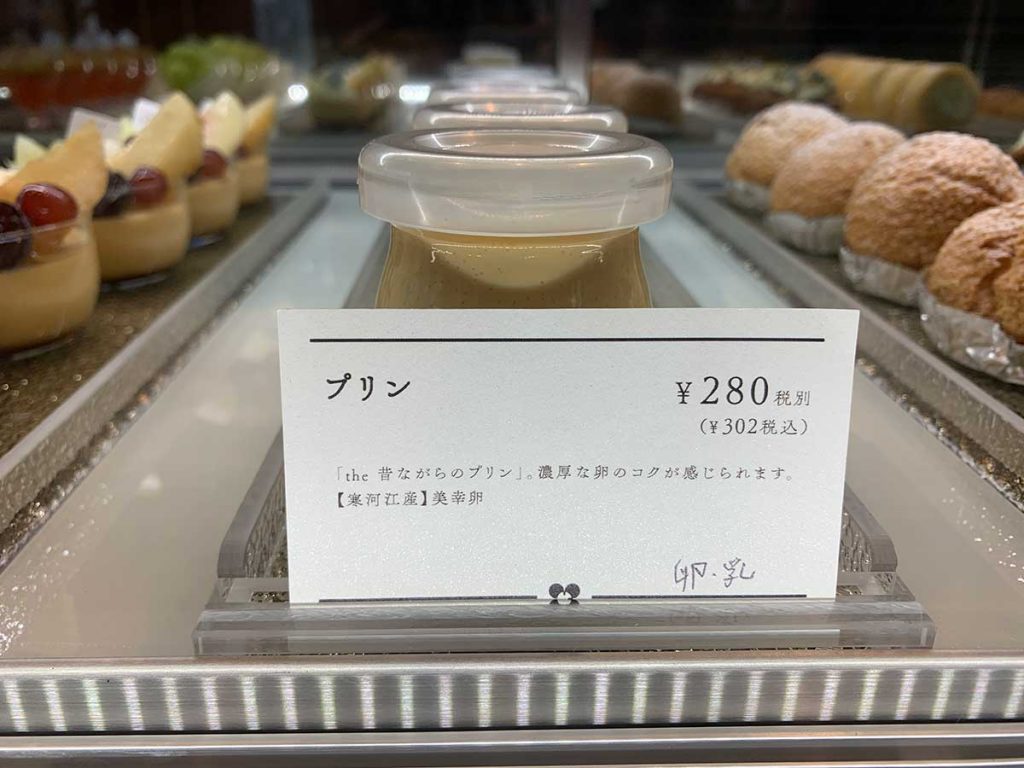 プリン
¥280税別
(¥302税込)
「the 昔ながらのプリン」。濃厚な卵のコクが感じられます。
【寒河江産】美幸卵
卵・乳